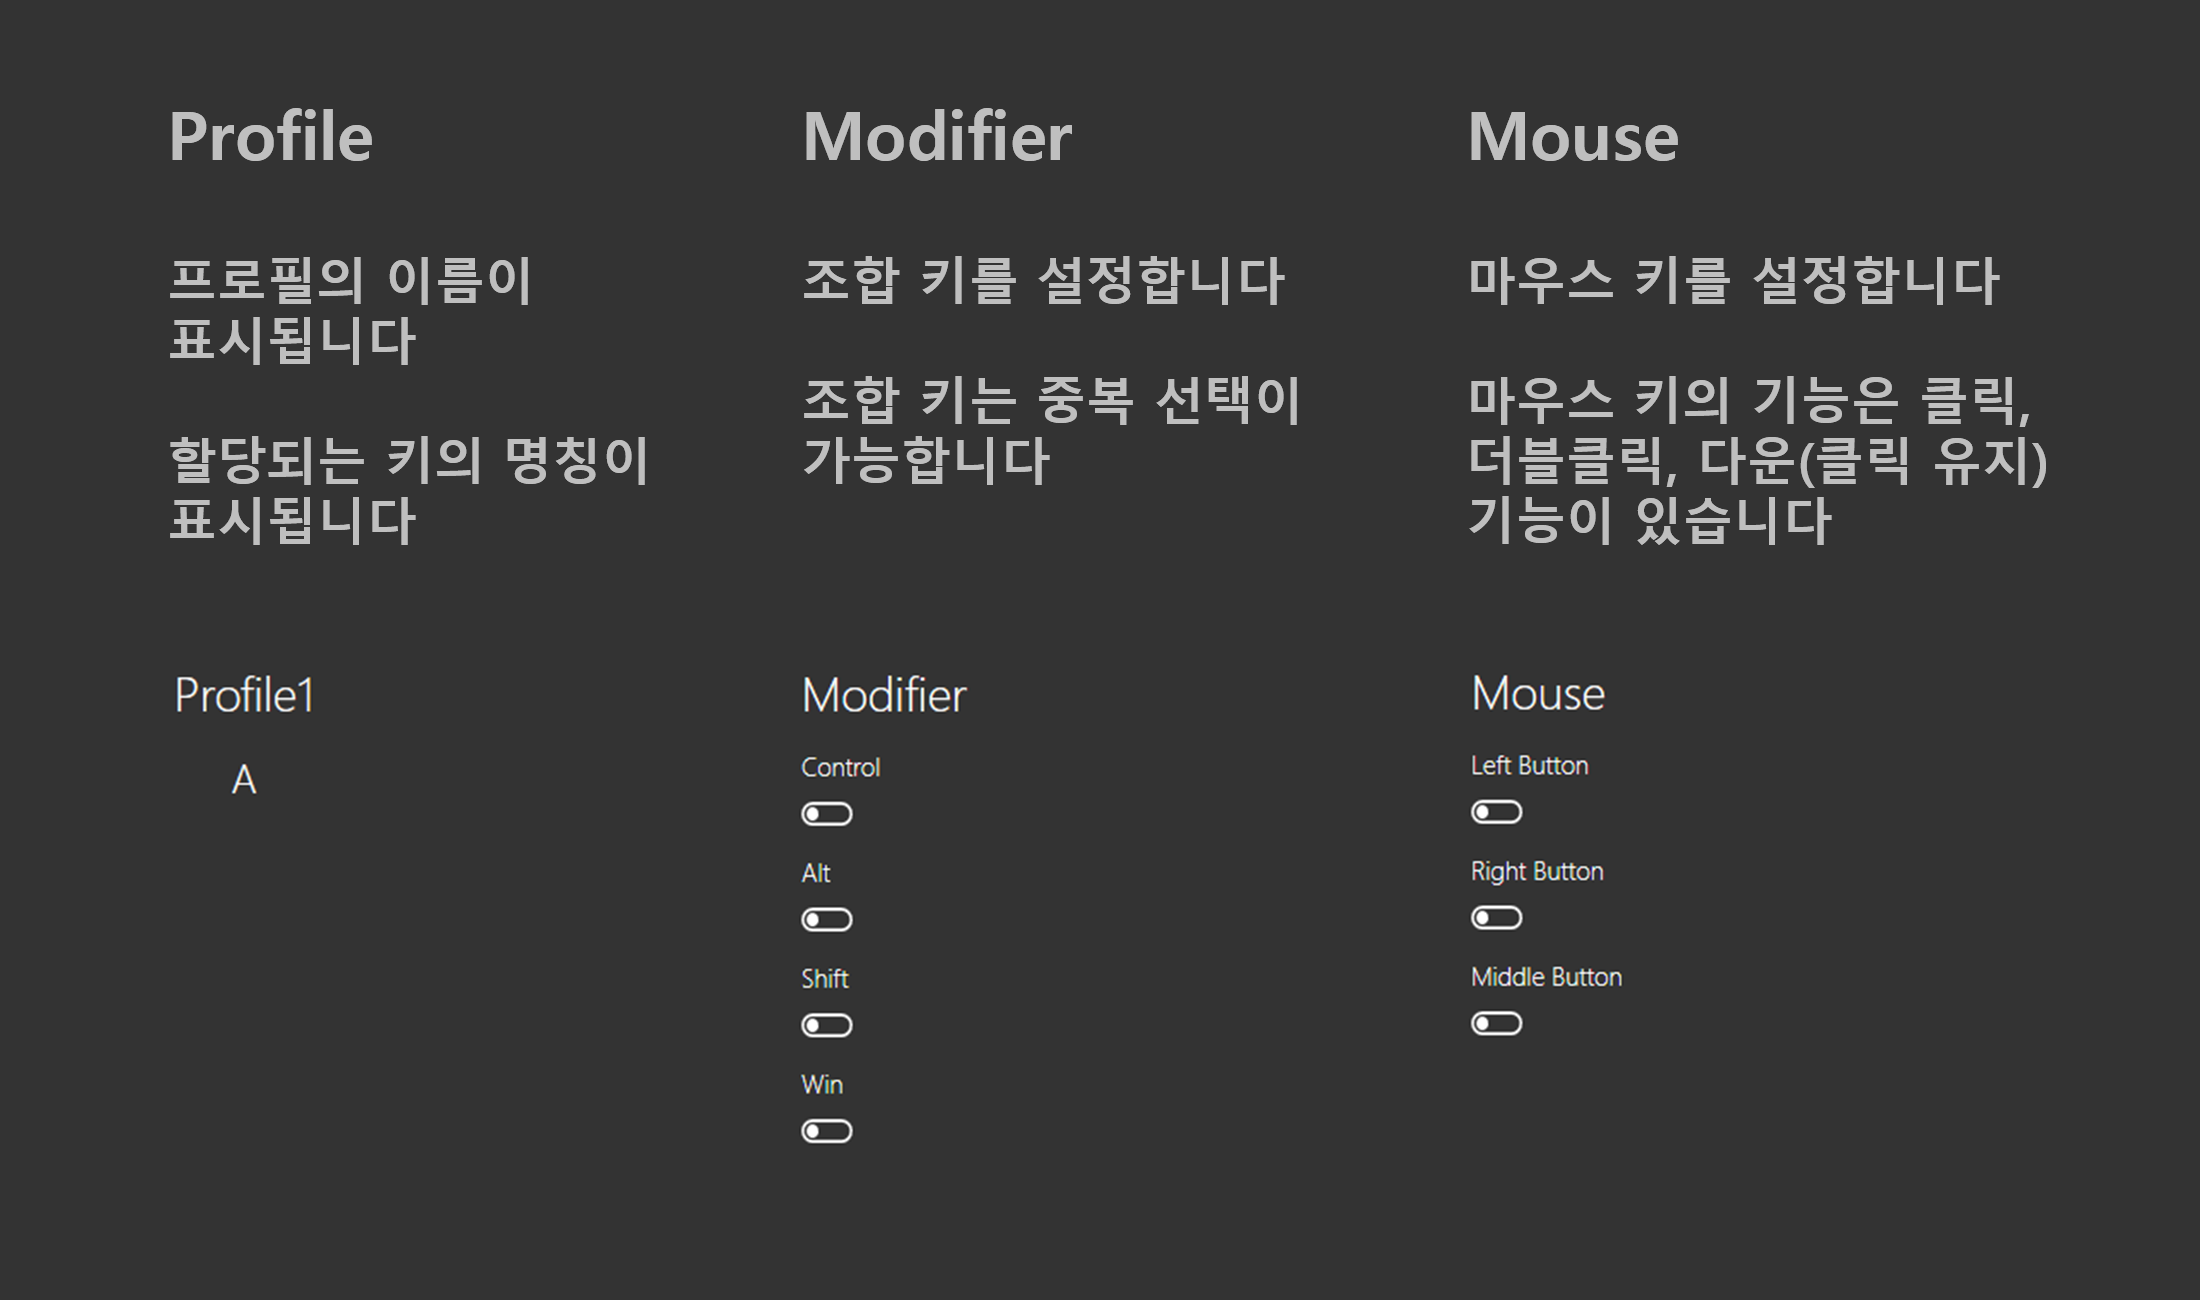 Profile
프로필의 이름이
표시됩니다
할당되는 키의 명칭이
표시됩니다
Profile1
A
Modifier
조합 키를 설정합니다
조합 키는 중복 선택이
가능합니다
Modifier
Control
Alt
Shift
Win
Mouse
마우스 키를 설정합니다
마우스 키의 기능은 클릭,
더블클릭, 다운(클릭 유지)
기능이 있습니다
Mouse
Left Button
Right Button
Middle Button